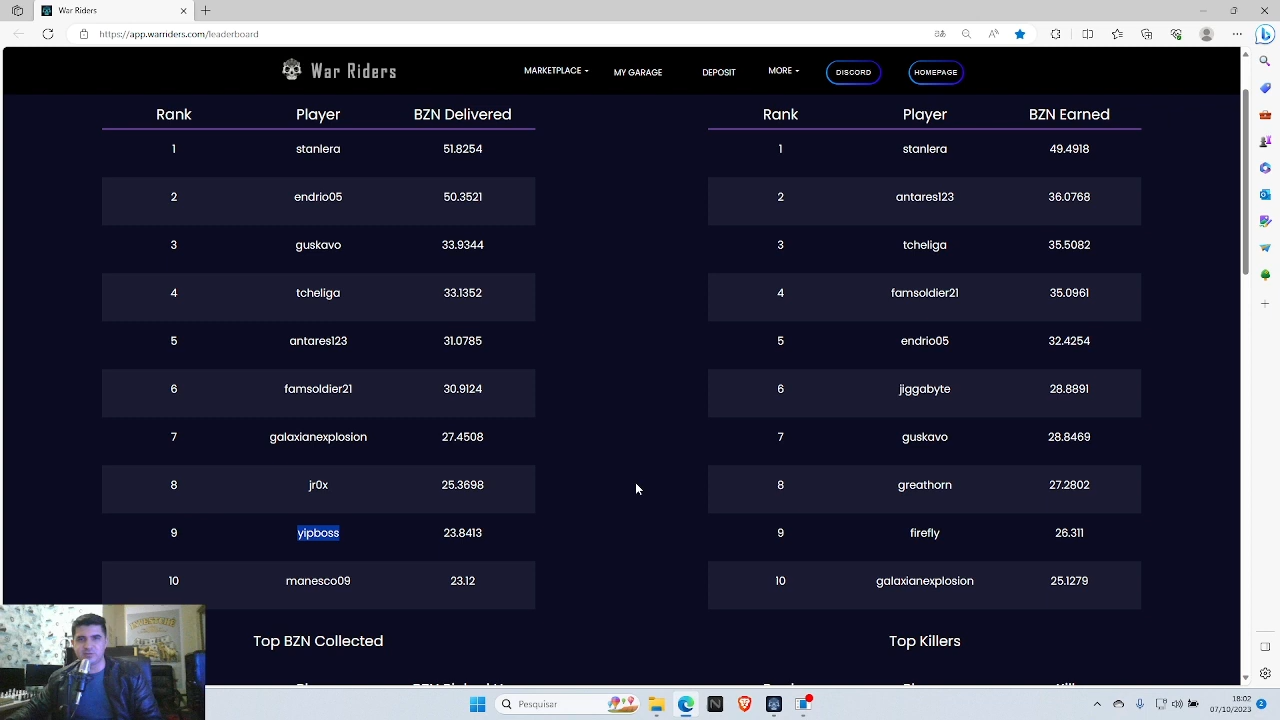 War Riders
https://app.warriders.com/leaderboard
War Riders
MARKETPLACE
MY GARAGE
DEPOSIT
MORE
DISCORD
HOMEPAGE
Rank Player BZN Delivered
1 stanlera 51.8254
2 endrio05 50.3521
3 guskavo 33.9344
4 tcheliga 33.1352
5 antares123 31.0785
6 famsoldier21 30.9124
7 galaxianexplosion 27.4508
8 jr0x 25.3698
9 yipboss 23.8413
10 manesco09 23.12
Top BZN Collected
Rank Player BZN Earned
1 stanlera 49.4918
2 antares123 36.0768
3 tcheliga 35.5082
4 famsoldier21 35.0961
5 endrio05 32.4254
6 jiggabyte 28.8891
7 guskavo 28.8469
8 greathorn 27.2802
9 firefly 26.311
10 galaxianexplosion 25.1279
Top Killers
Pesquisar
18:02
07/10/2023
2